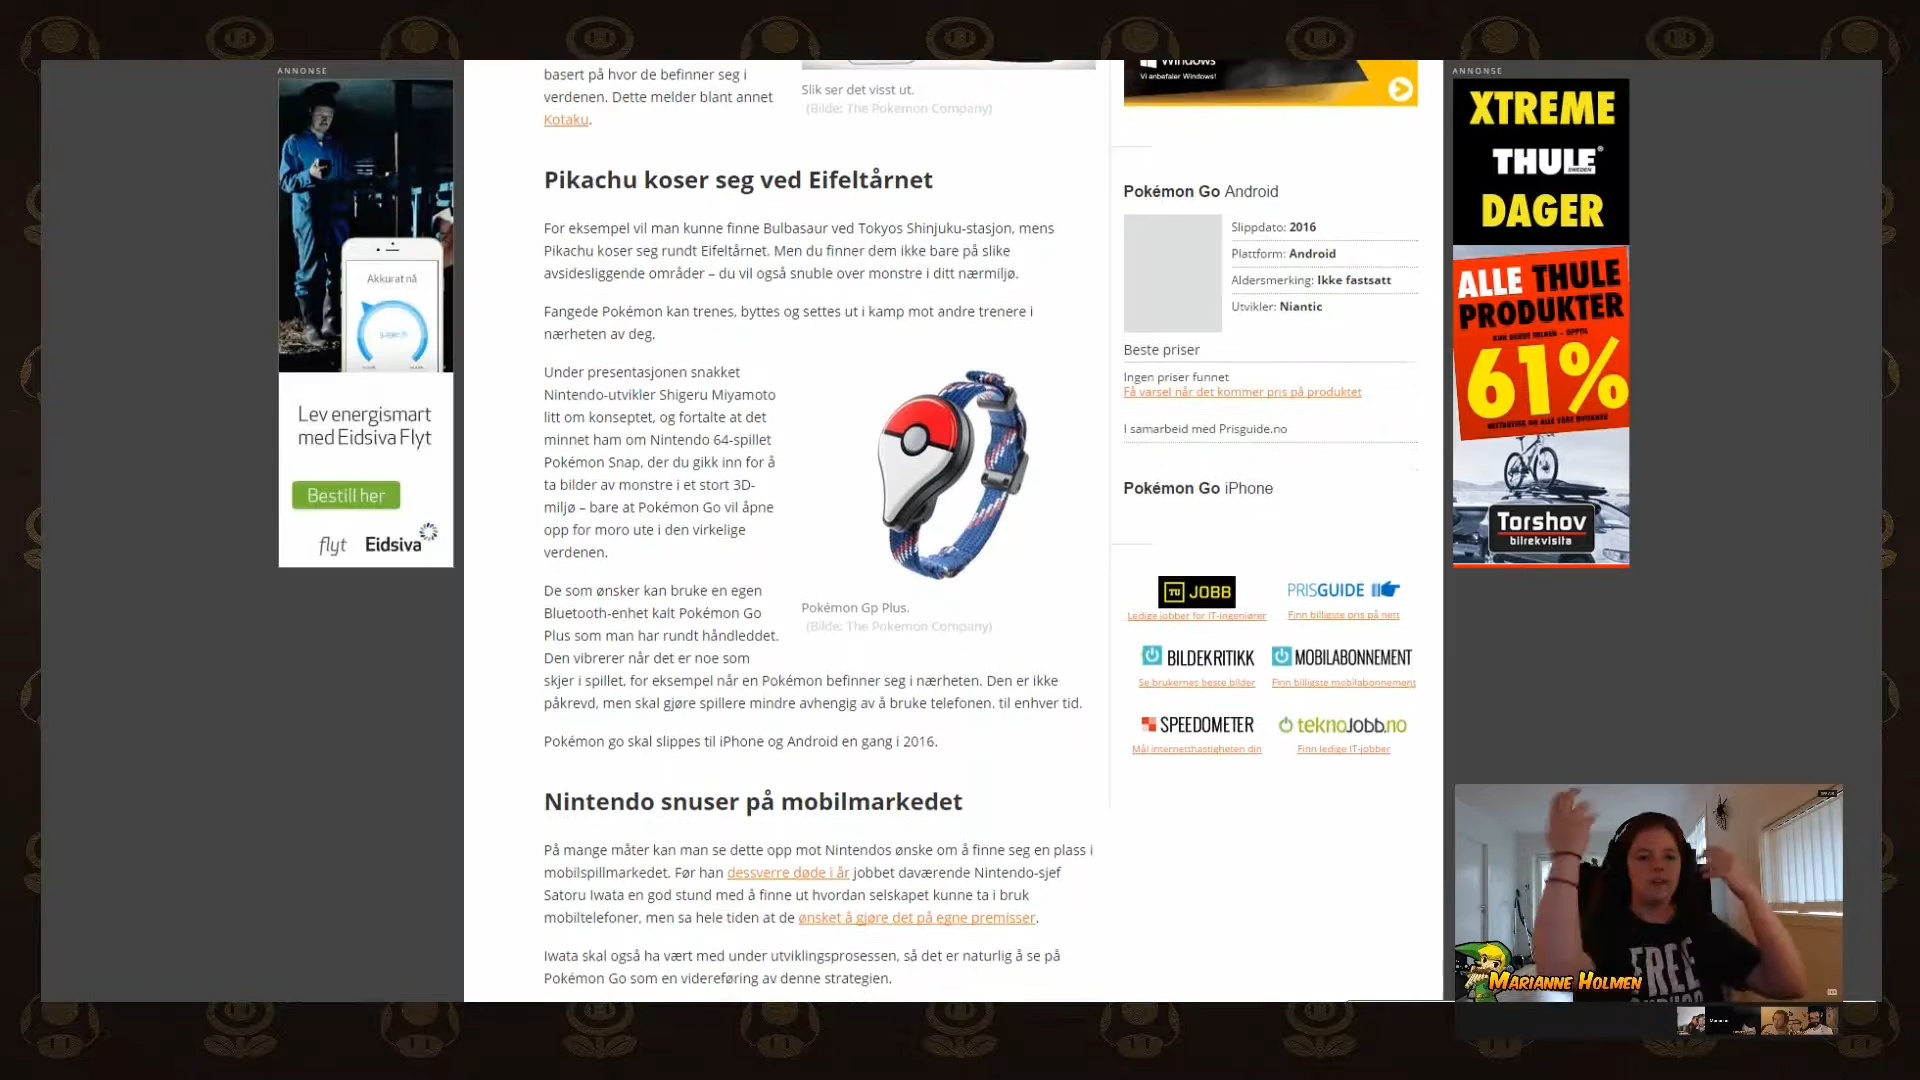 ANNONSE
Akkurat nå
Lev energismart
med Eidsiva Flyt
Bestill her
flyt Eidsiva
basert på hvor de befinner seg i
verdenen. Dette melder blant annet
Kotaku.
Slik ser det visst ut.
(Bilde: The Pokemon Company)
Pikachu koser seg ved Eifeltårnet
For eksempel vil man kunne finne Bulbasaur ved Tokyos Shinjuku-stasjon, mens
Pikachu koser seg rundt Eifeltårnet. Men du finner dem ikke bare på slike
avsidesliggende områder – du vil også snuble over monstre i ditt nærmiljø.
Fangede Pokémon kan trenes, byttes og settes ut i kamp mot andre trenere i
nærheten av deg.
Under presentasjonen snakket
Nintendo-utvikler Shigeru Miyamoto
litt om konseptet, og fortalte at det
minnet ham om Nintendo 64-spillet
Pokémon Snap, der du gikk inn for å
ta bilder av monstre i et stort 3D-
miljø – bare at Pokémon Go vil åpne
opp for moro ute i den virkelige
verdenen.
Pokémon Gp Plus.
(Bilde: The Pokemon Company)
De som ønsker kan bruke en egen
Bluetooth-enhet kalt Pokémon Go
Plus som man har rundt håndleddet.
Den vibrerer når det er noe som
skjer i spillet, for eksempel når en Pokémon befinner seg i nærheten. Den er ikke
påkrevd, men skal gjøre spillere mindre avhengig av å bruke telefonen. til enhver tid.
Pokémon go skal slippes til iPhone og Android en gang i 2016.
Nintendo snuser på mobilmarkedet
På mange måter kan man se dette opp mot Nintendos ønske om å finne seg en plass i
mobilspillmarkedet. Før han dessverre døde i år jobbet daværende Nintendo-sjef
Satoru Iwata en god stund med å finne ut hvordan selskapet kunne ta i bruk
mobiltelefoner, men sa hele tiden at de ønsket å gjøre det på egne premisser.
Iwata skal også ha vært med under utviklingsprosessen, så det er naturlig å se på
Pokémon Go som en videreføring av denne strategien.
Windows
Vi anbefaler Windows!
Pokémon Go Android
Slippdato: 2016
Plattform: Android
Aldersmerking: Ikke fastsatt
Utvikler: Niantic
Beste priser
Ingen priser funnet
Få varsel når det kommer pris på produktet
I samarbeid med Prisguide.no
Pokémon Go iPhone
TU JOBB
Ledige jobber for IT-ingeniører
PRISGUIDE
Finn billigste pris på nett
BILDEKRITIKK
Se brukernes beste bilder
MOBILABONNEMENT
Finn billigste mobilabonnement
SPEEDOMETER
Mål internetthastigheten din
teknojobb.no
Finn ledige IT-jobber
ANNONSE
XTREME
THULE
SWEDEN
DAGER
ALLE THULE
PRODUKTER
61%
Torshov
bilrekvisita
FREE
MARIANNE HOLMEN